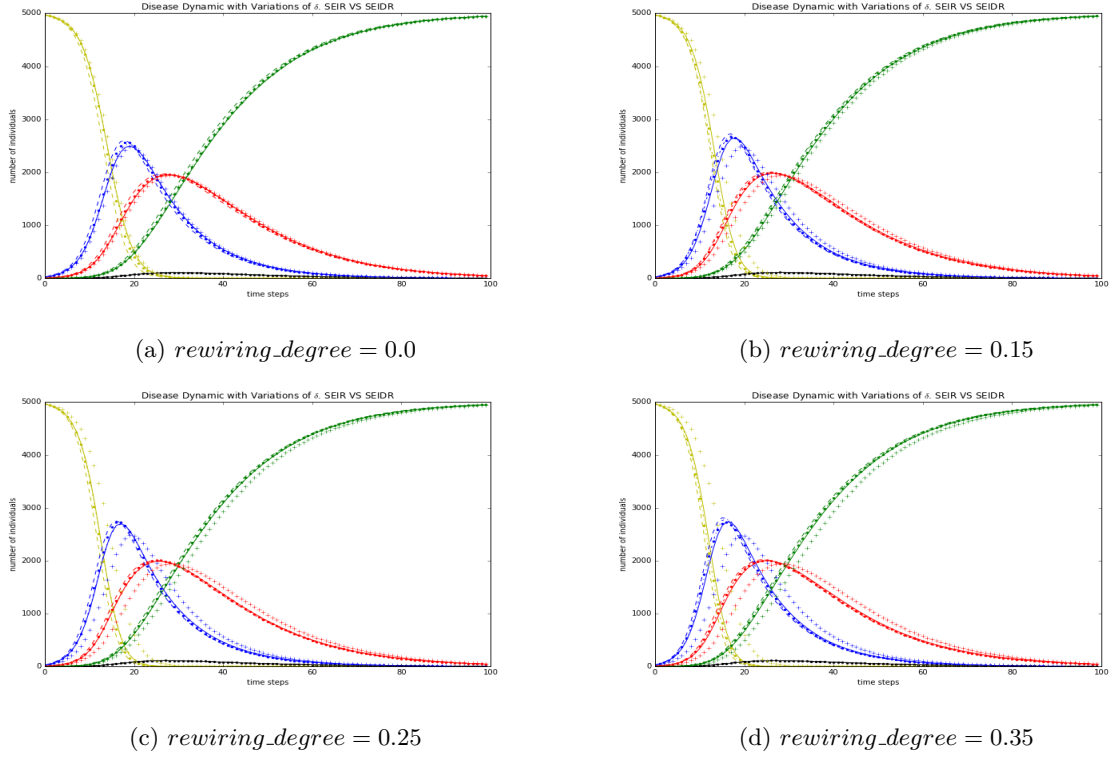 Disease Dynamic with Variations of δ. SEIR VS SEIDR
5000
4000
3000
2000
1000
0
number of individuals
0 20 40 60 80 100
time steps
(a) rewiring_degree = 0.0
Disease Dynamic with Variations of δ. SEIR VS SEIDR
5000
4000
3000
2000
1000
0
number of individuals
0 20 40 60 80 100
time steps
(b) rewiring_degree = 0.15
Disease Dynamic with Variations of δ. SEIR VS SEIDR
5000
4000
3000
2000
1000
0
number of individuals
0 20 40 60 80 100
time steps
(c) rewiring_degree = 0.25
Disease Dynamic with Variations of δ. SEIR VS SEIDR
5000
4000
3000
2000
1000
0
number of individuals
0 20 40 60 80 100
time steps
(d) rewiring_degree = 0.35